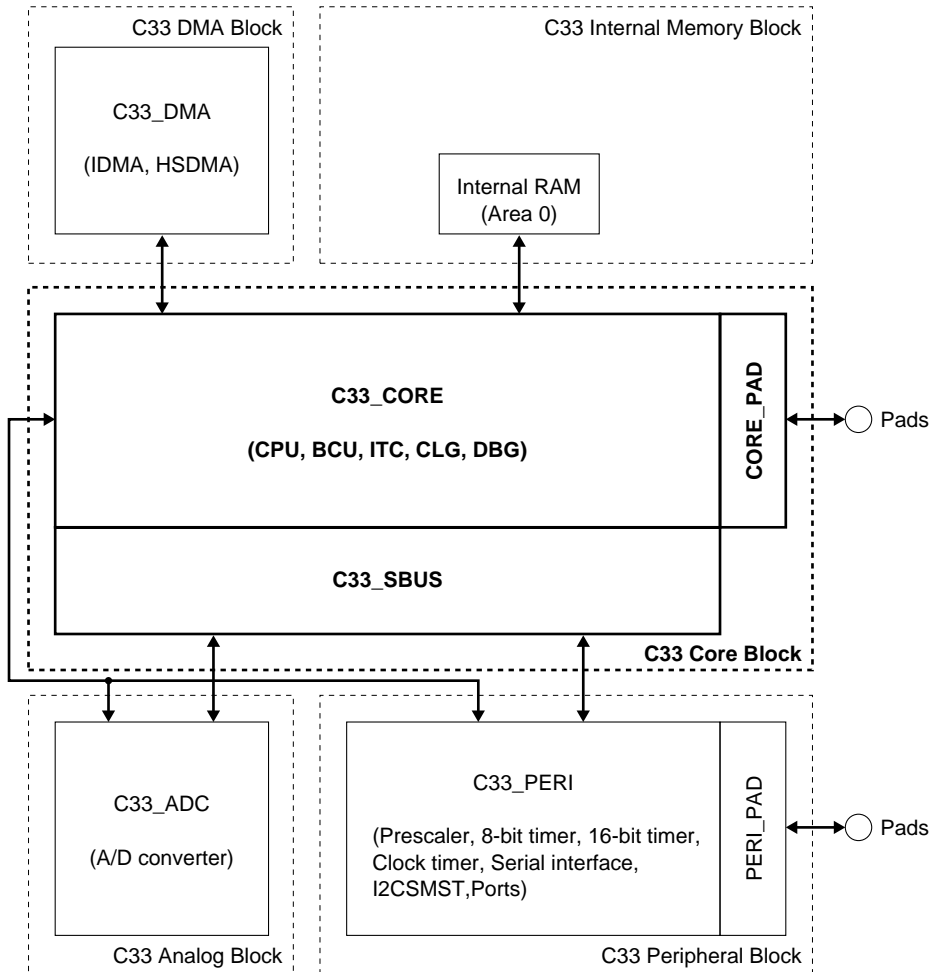 C33 DMA Block
C33 Internal Memory Block
C33_DMA
(IDMA, HSDMA)
Internal RAM
(Area 0)
C33_CORE
(CPU, BCU, ITC, CLG, DBG)
CORE_PAD
Pads
C33_SBUS
C33 Core Block
C33_ADC
(A/D converter)
C33_PERI
(Prescaler, 8-bit timer, 16-bit timer,
Clock timer, Serial interface,
I2CSMST,Ports)
PERI_PAD
Pads
C33 Analog Block
C33 Peripheral Block